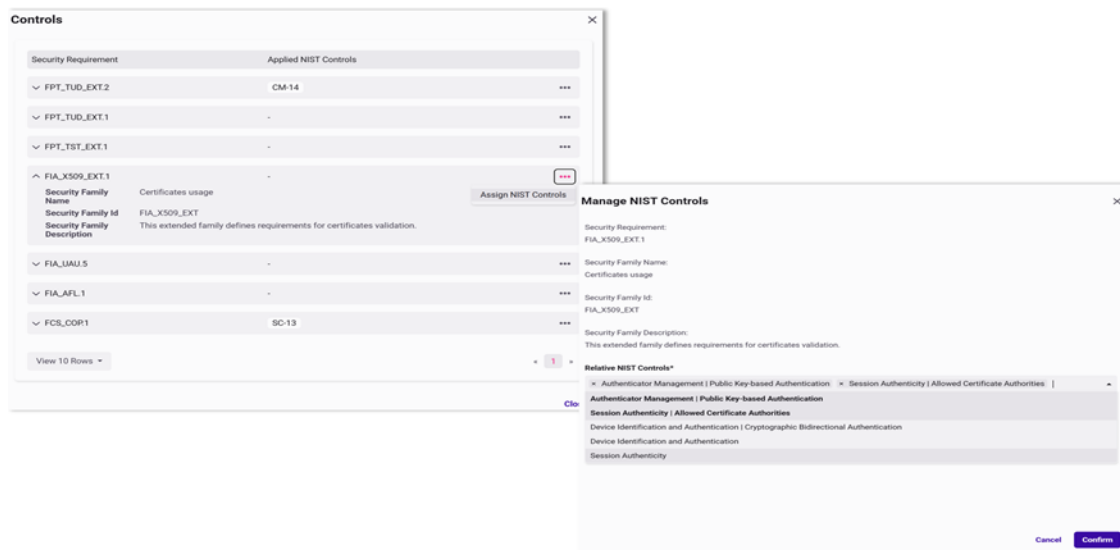 Controls ×
Security Requirement Applied NIST Controls
FPT_TUD_EXT.2 CM-14 •••
FPT_TUD_EXT.1 - •••
FPT_TST_EXT.1 - •••
FIA_X509_EXT.1 - •••
Assign NIST Controls
Security Family Name Certificates usage
Security Family Id FIA_X509_EXT
Security Family Description This extended family defines requirements for certificates validation.
FIA_UAU.5 - •••
FIA_AFL.1 - •••
FCS_COP.1 SC-13 •••
View 10 Rows « 1 »
Clo
Manage NIST Controls ×
Security Requirement:
FIA_X509_EXT.1
Security Family Name:
Certificates usage
Security Family Id:
FIA_X509_EXT
Security Family Description:
This extended family defines requirements for certificates validation.
Relative NIST Controls*
× Authenticator Management | Public Key-based Authentication × Session Authenticity | Allowed Certificate Authorities |
Authenticator Management | Public Key-based Authentication
Session Authenticity | Allowed Certificate Authorities
Device Identification and Authentication | Cryptographic Bidirectional Authentication
Device Identification and Authentication
Session Authenticity
Cancel Confirm